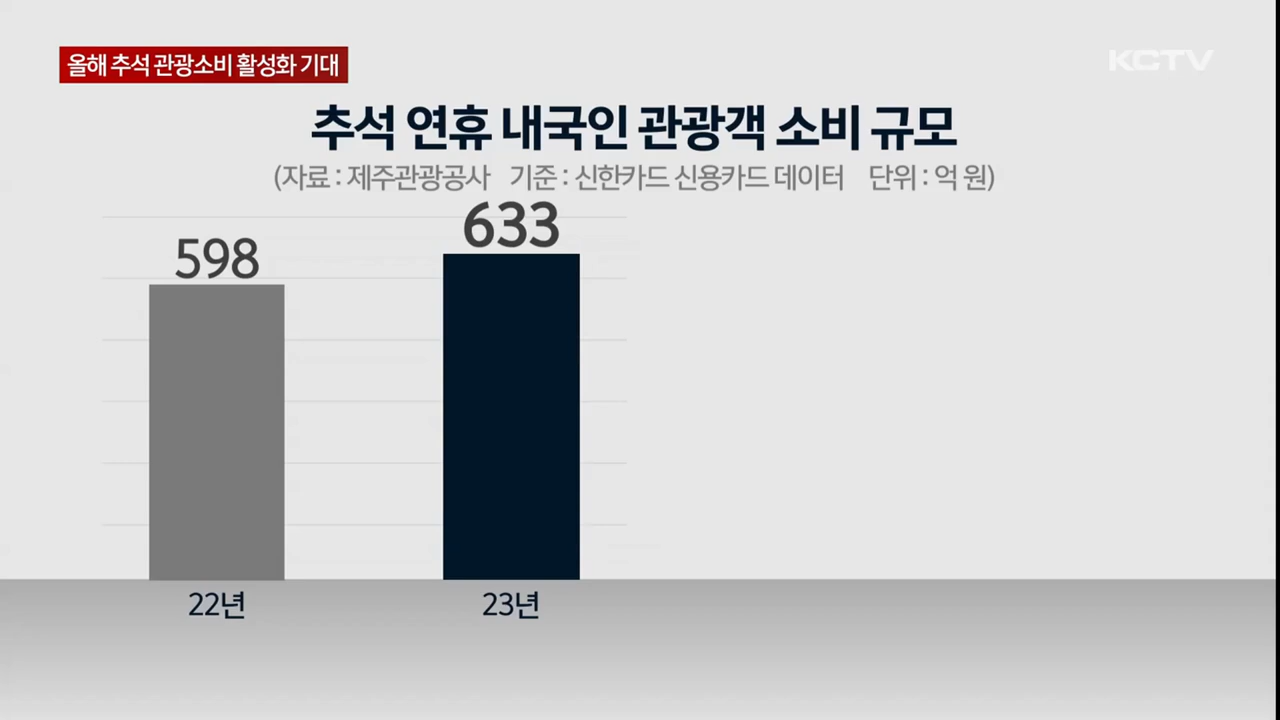 올해 추석 관광소비 활성화 기대
KCTV
추석 연휴 내국인 관광객 소비 규모
(자료 : 제주관광공사 기준 : 신한카드 신용카드 데이터 단위 : 억 원)
598
633
22년
23년